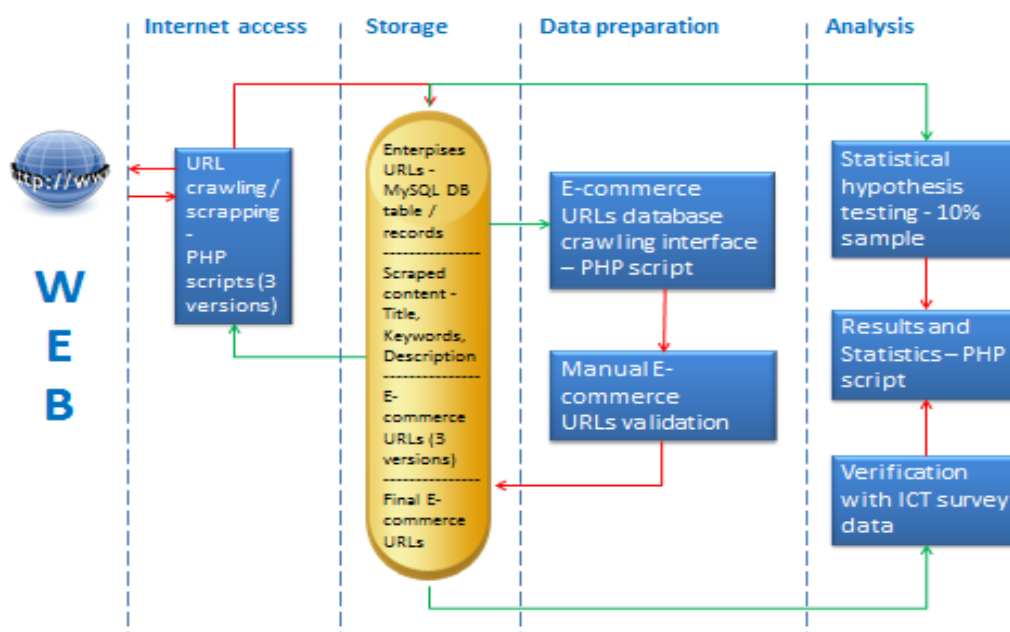 Internet access
Storage
Data preparation
Analysis
http://www
W
E
B
URL
crawling /
scrapping
-
PHP
scripts (3
versions)
Enterpises
URLs -
MySQL DB
table /
records
--------------
Scraped
content -
Title,
Keywords,
Description
--------------
E-
commerce
URLs (3
versions)
--------------
Final E-
commerce
URLs
E-commerce
URLs database
crawling interface
– PHP script
Manual E-
commerce
URLs validation
Statistical
hypothesis
testing - 10%
sample
Results and
Statistics – PHP
script
Verification
with ICT survey
data